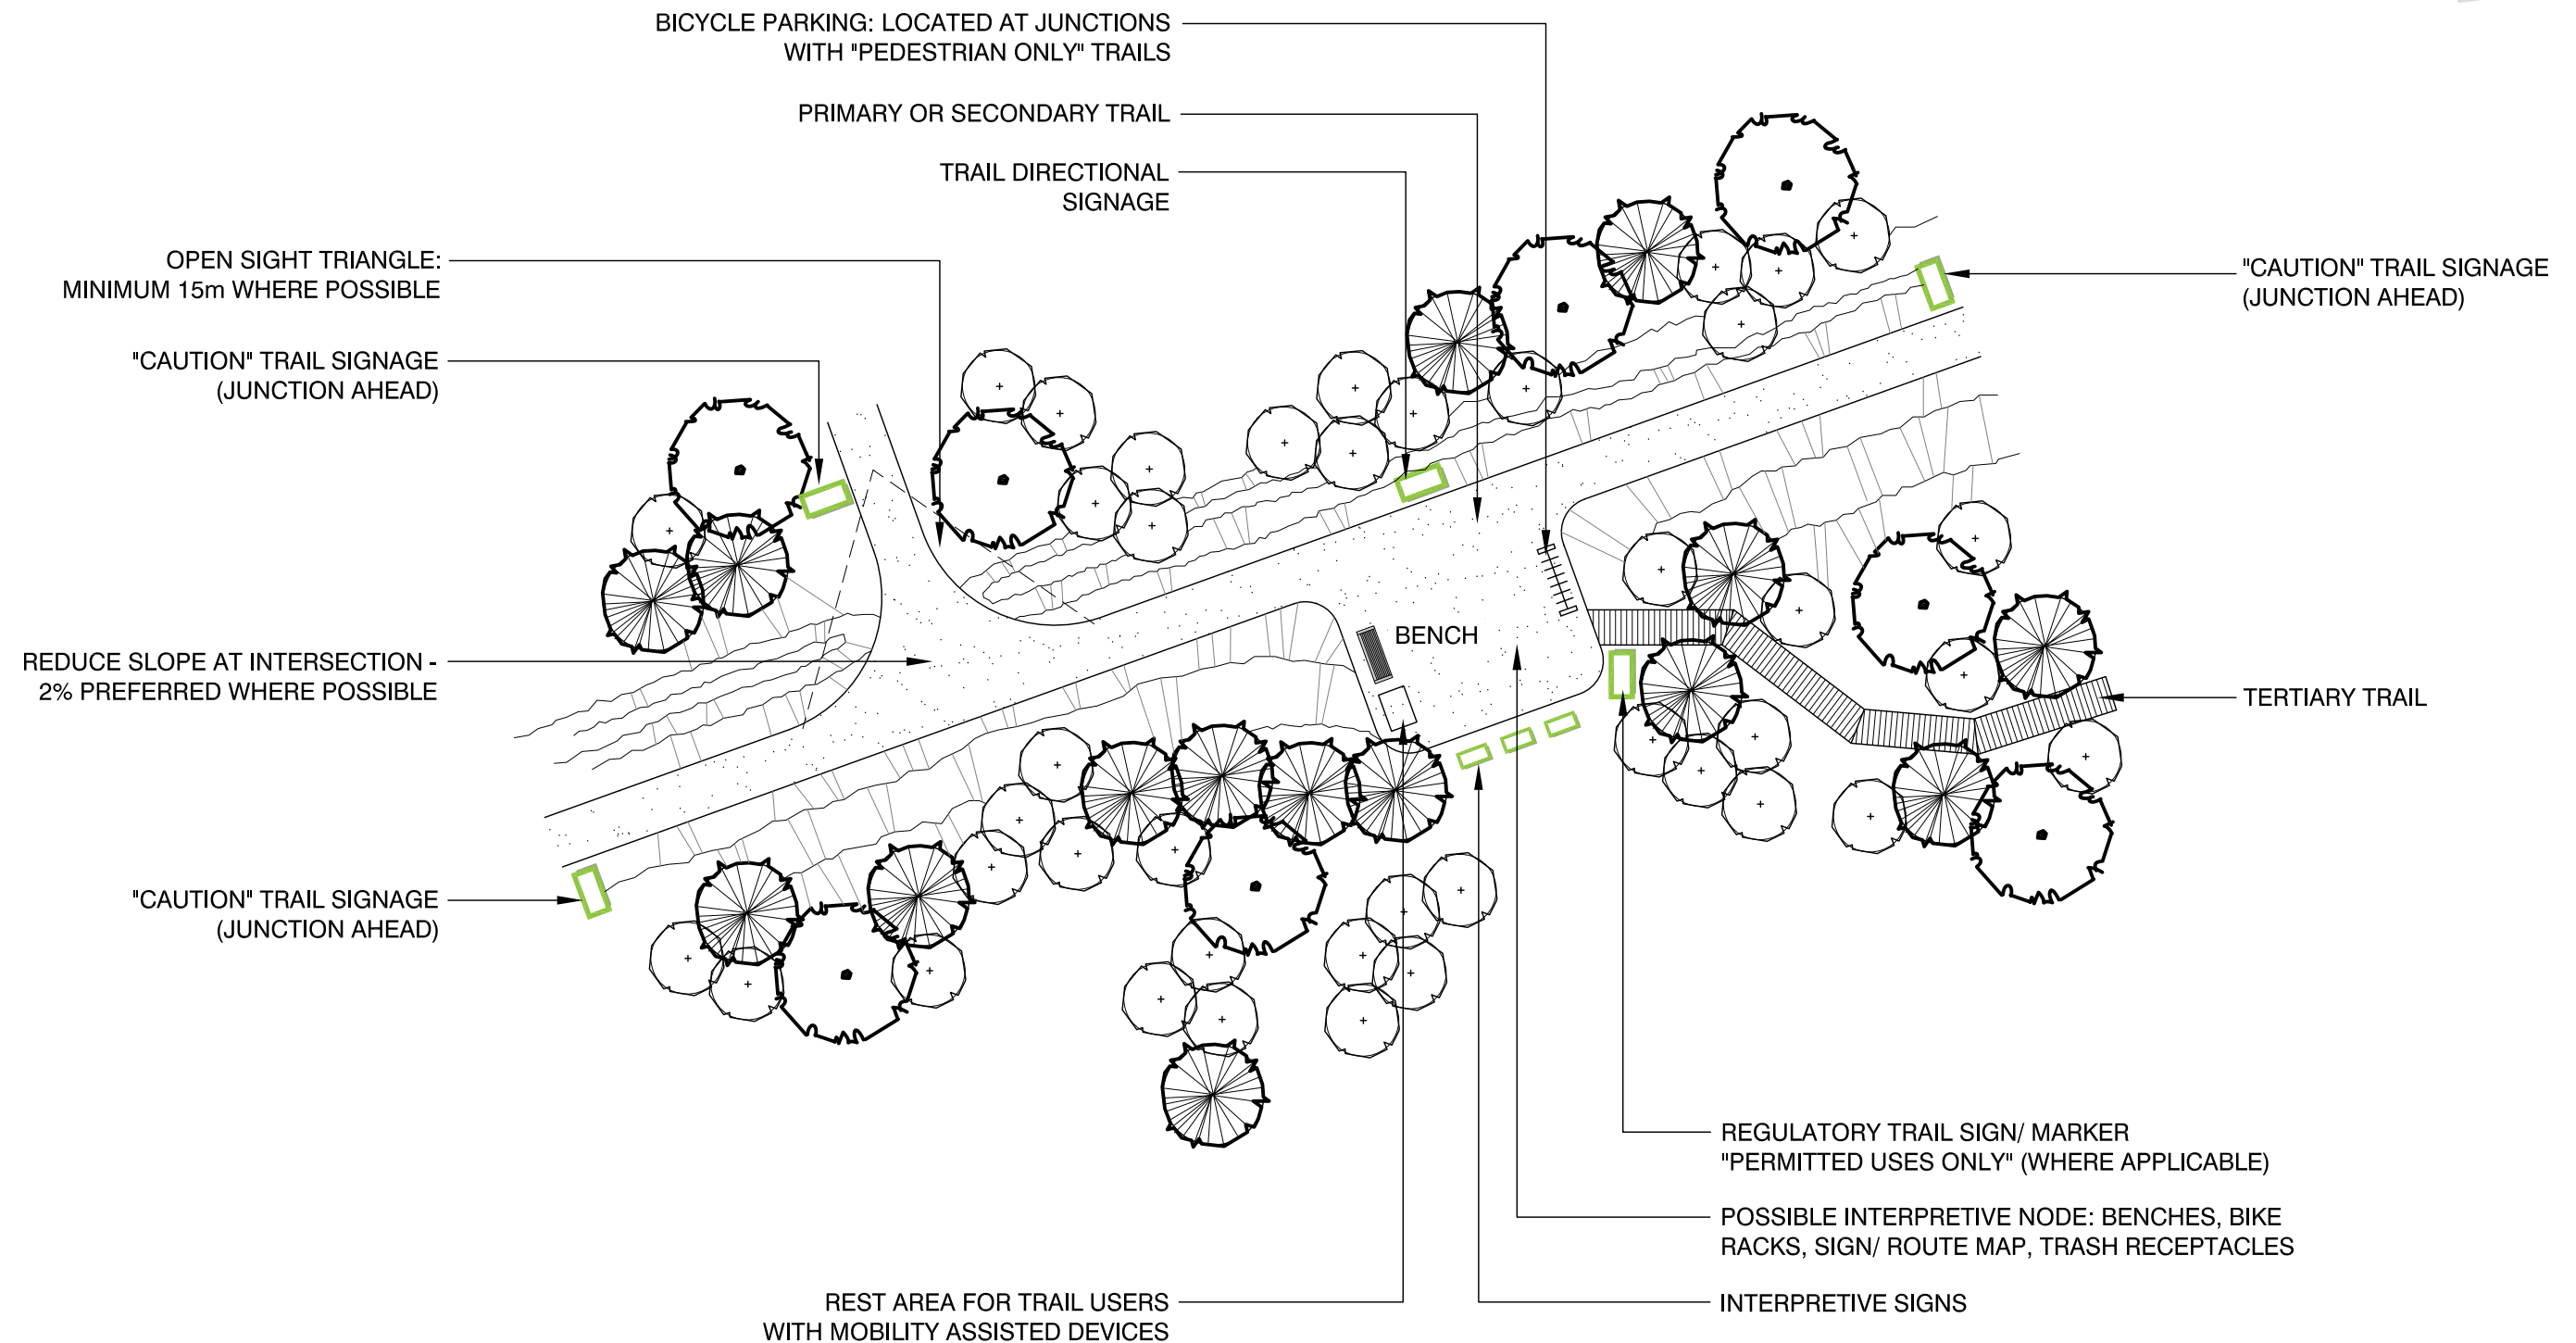 BICYCLE PARKING: LOCATED AT JUNCTIONS
WITH "PEDESTRIAN ONLY" TRAILS
PRIMARY OR SECONDARY TRAIL
TRAIL DIRECTIONAL
SIGNAGE
OPEN SIGHT TRIANGLE:
MINIMUM 15m WHERE POSSIBLE
"CAUTION" TRAIL SIGNAGE
(JUNCTION AHEAD)
"CAUTION" TRAIL SIGNAGE
(JUNCTION AHEAD)
BENCH
REDUCE SLOPE AT INTERSECTION -
2% PREFERRED WHERE POSSIBLE
TERTIARY TRAIL
"CAUTION" TRAIL SIGNAGE
(JUNCTION AHEAD)
REGULATORY TRAIL SIGN/ MARKER
"PERMITTED USES ONLY" (WHERE APPLICABLE)
POSSIBLE INTERPRETIVE NODE: BENCHES, BIKE
RACKS, SIGN/ ROUTE MAP, TRASH RECEPTACLES
REST AREA FOR TRAIL USERS
WITH MOBILITY ASSISTED DEVICES
INTERPRETIVE SIGNS